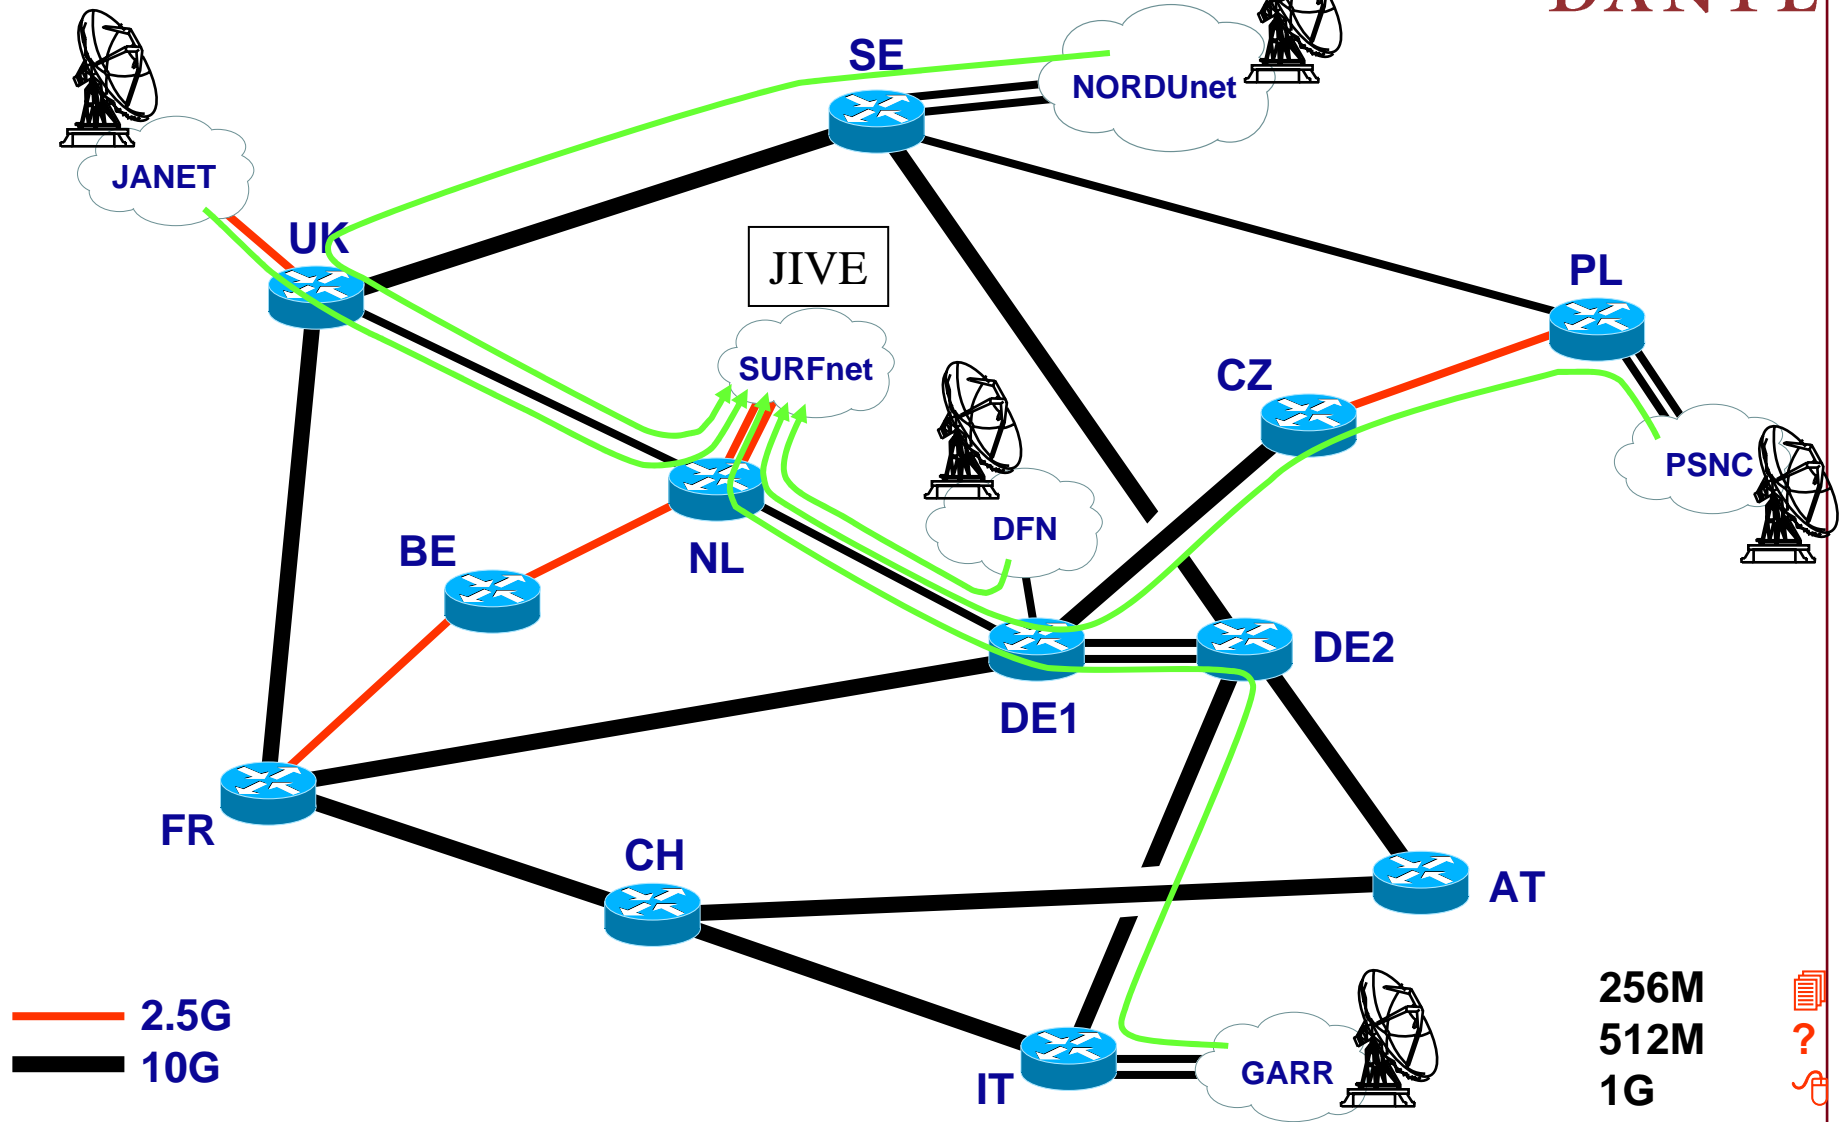 DANTE
SE
NORDUnet
JANET
UK
JIVE
PL
SURFnet
CZ
PSNC
DFN
BE
NL
DE2
DE1
FR
CH
AT
2.5G
10G
256M
512M ?
1G
IT
GARR